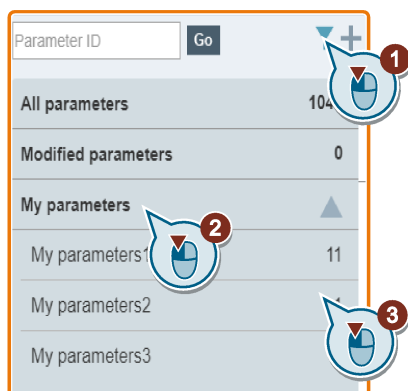 Parameter ID Go
1
All parameters
Modified parameters 0
My parameters
2
My parameters1 11
My parameters2
3
My parameters3